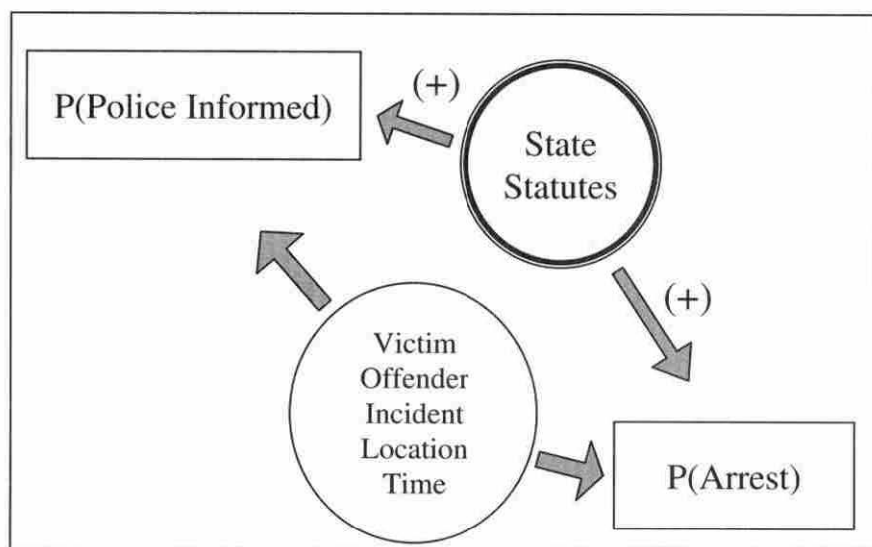 P(Police Informed)
(+)
State
Statutes
(+)
Victim
Offender
Incident
Location
Time
P(Arrest)